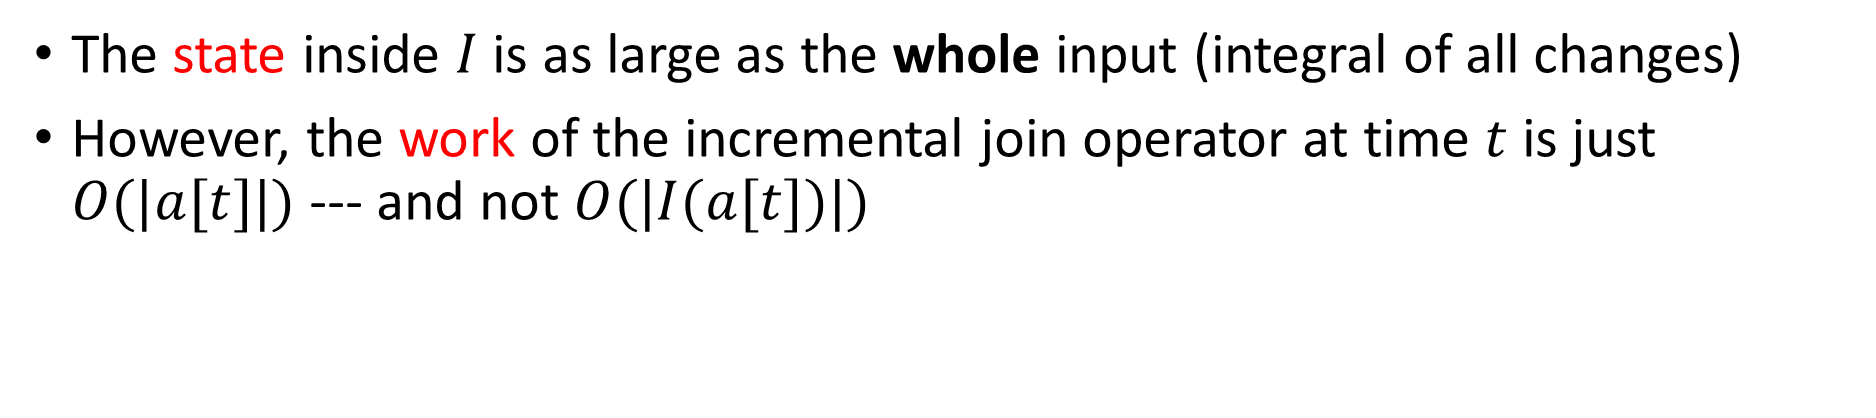 • The state inside 𝐼 is as large as the whole input (integral of all changes)
• However, the work of the incremental join operator at time 𝑡 is just
𝑂(|𝑎[𝑡]|) --- and not 𝑂(|𝐼(𝑎[𝑡])|)